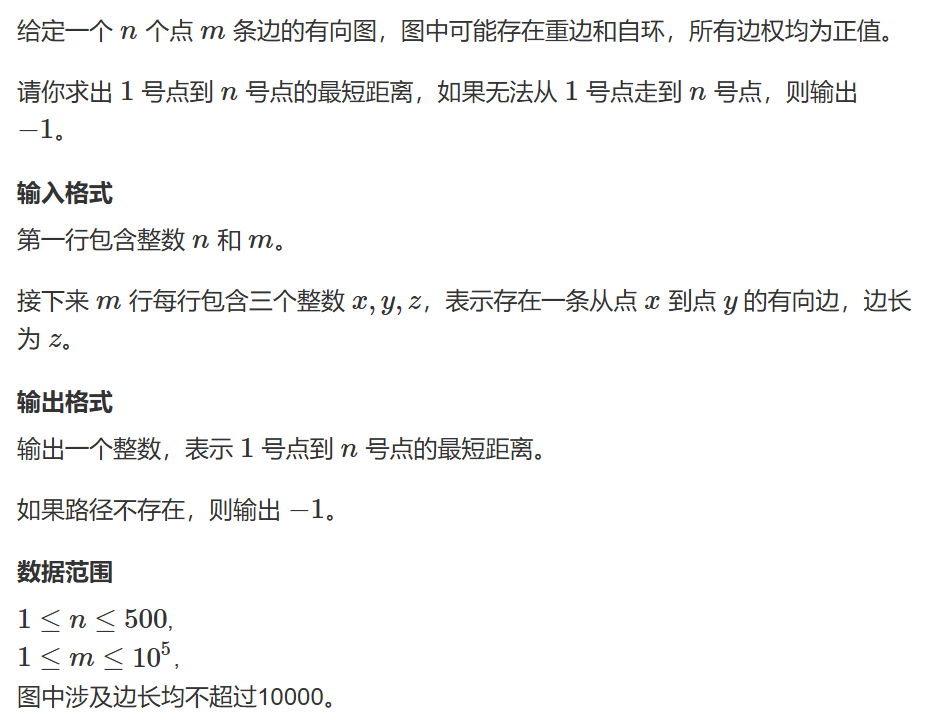 给定一个 n 个点 m 条边的有向图，图中可能存在重边和自环，所有边权均为正值。
请你求出 1 号点到 n 号点的最短距离，如果无法从 1 号点走到 n 号点，则输出
−1。
输入格式
第一行包含整数 n 和 m。
接下来 m 行每行包含三个整数 x, y, z，表示存在一条从点 x 到点 y 的有向边，边长
为 z。
输出格式
输出一个整数，表示 1 号点到 n 号点的最短距离。
如果路径不存在，则输出 −1。
数据范围
1 ≤ n ≤ 500,
1 ≤ m ≤ 10⁵,
图中涉及边长均不超过10000。